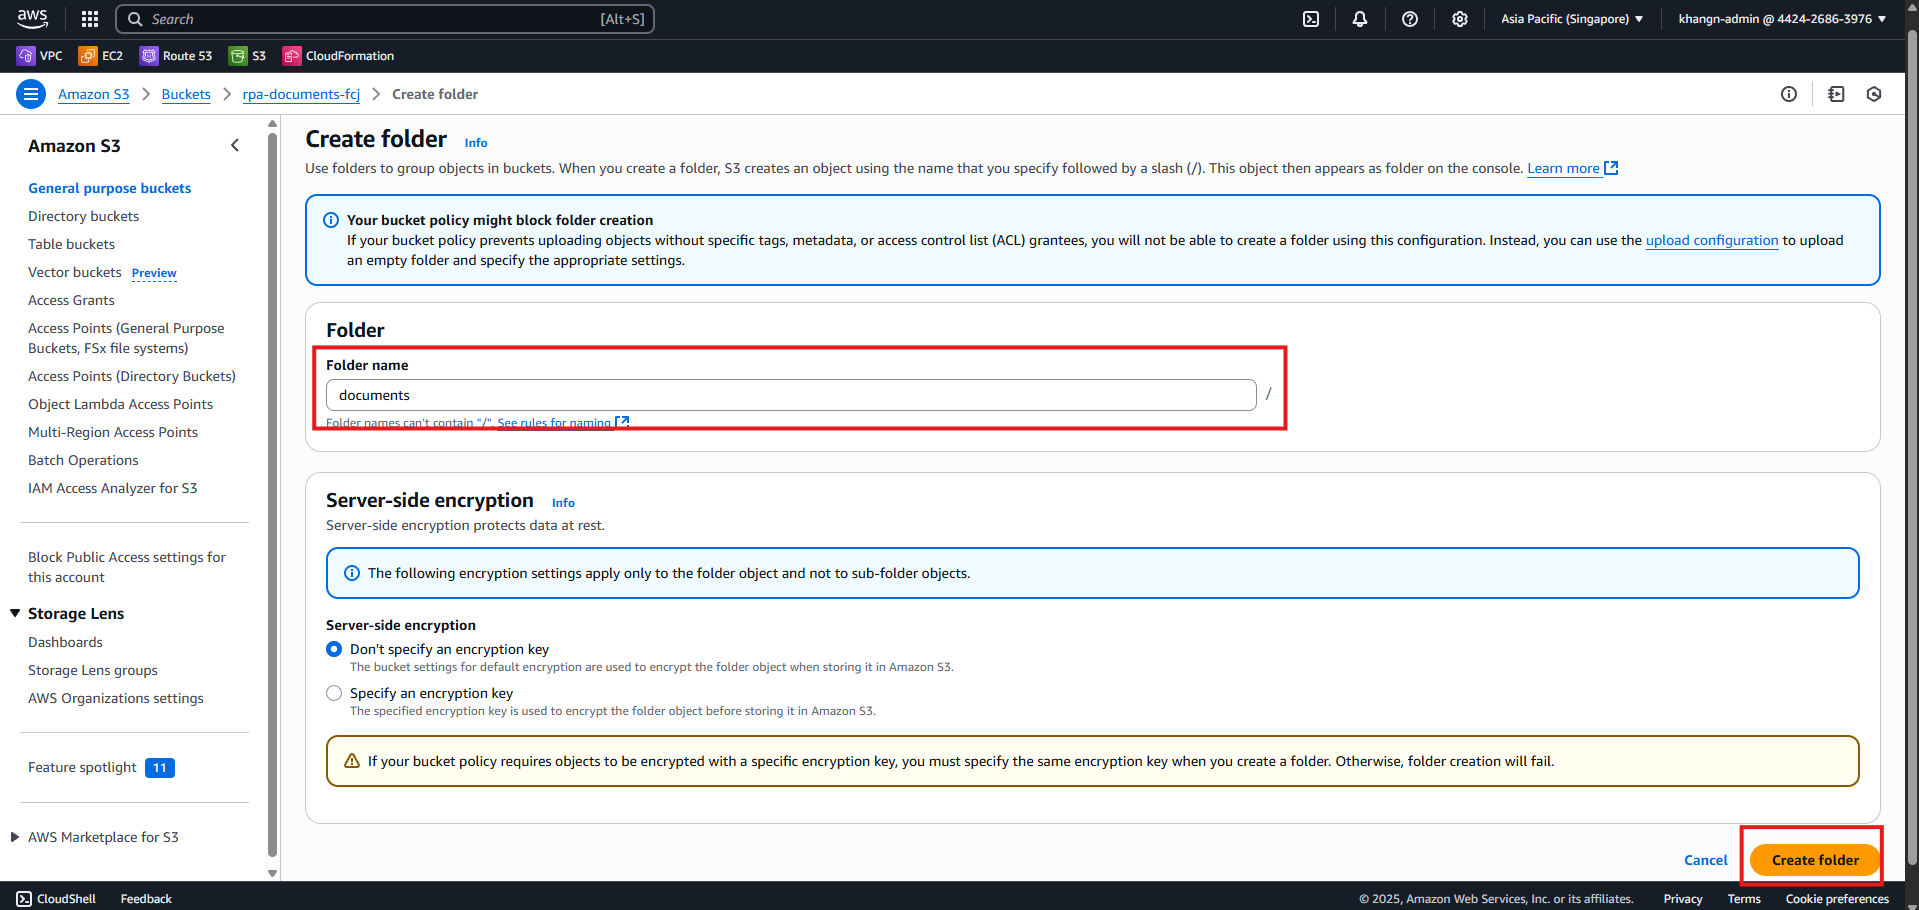 aws
Search [Alt+S]
Asia Pacific (Singapore) ▼
khangn-admin @ 4424-2686-3976 ▼
VPC EC2 Route 53 S3 CloudFormation
Amazon S3 > Buckets > rpa-documents-fcj > Create folder
Amazon S3
General purpose buckets
Directory buckets
Table buckets
Vector buckets Preview
Access Grants
Access Points (General Purpose
Buckets, FSx file systems)
Access Points (Directory Buckets)
Object Lambda Access Points
Multi-Region Access Points
Batch Operations
IAM Access Analyzer for S3
Block Public Access settings for
this account
Storage Lens
Dashboards
Storage Lens groups
AWS Organizations settings
Feature spotlight 11
AWS Marketplace for S3
Create folder Info
Use folders to group objects in buckets. When you create a folder, S3 creates an object using the name that you specify followed by a slash (/). This object then appears as folder on the console. Learn more
Your bucket policy might block folder creation
If your bucket policy prevents uploading objects without specific tags, metadata, or access control list (ACL) grantees, you will not be able to create a folder using this configuration. Instead, you can use the upload configuration to upload
an empty folder and specify the appropriate settings.
Folder
Folder name
documents /
Folder names can't contain "/". See rules for naming
Server-side encryption Info
Server-side encryption protects data at rest.
The following encryption settings apply only to the folder object and not to sub-folder objects.
Server-side encryption
Don't specify an encryption key
The bucket settings for default encryption are used to encrypt the folder object when storing it in Amazon S3.
Specify an encryption key
The specified encryption key is used to encrypt the folder object before storing it in Amazon S3.
If your bucket policy requires objects to be encrypted with a specific encryption key, you must specify the same encryption key when you create a folder. Otherwise, folder creation will fail.
Cancel Create folder
CloudShell Feedback
© 2025, Amazon Web Services, Inc. or its affiliates. Privacy Terms Cookie preferences